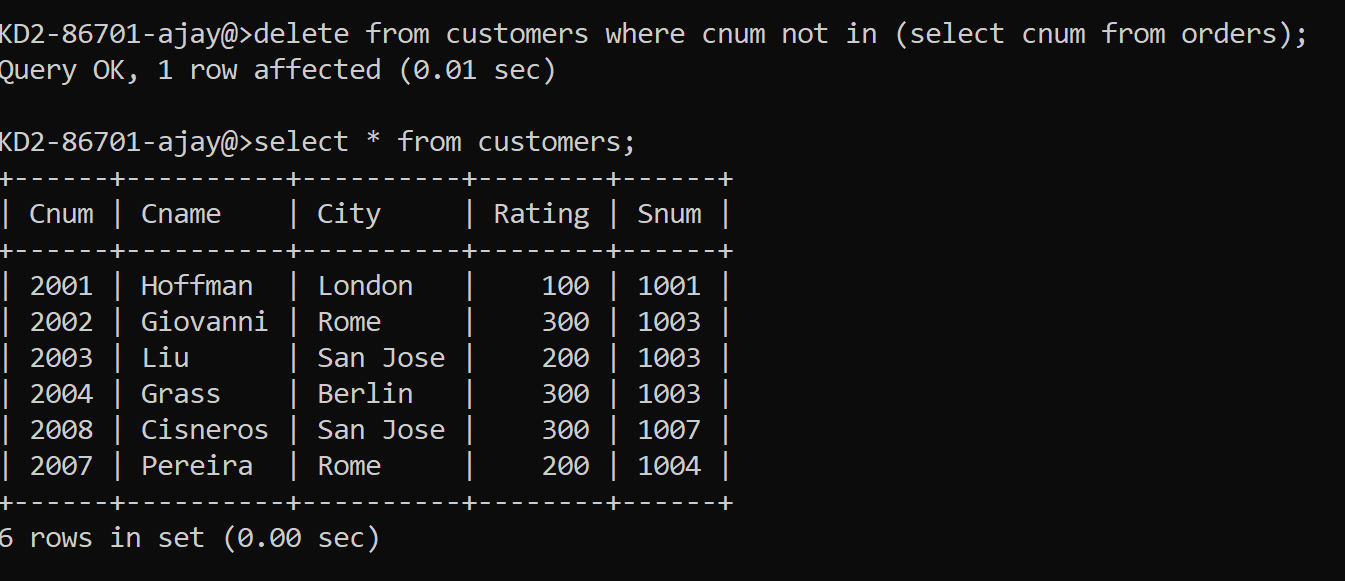 KD2-86701-ajay@>delete from customers where cnum not in (select cnum from orders);
Query OK, 1 row affected (0.01 sec)
KD2-86701-ajay@>select * from customers;
+------+----------+----------+--------+------+
| Cnum | Cname    | City     | Rating | Snum |
+------+----------+----------+--------+------+
| 2001 | Hoffman  | London   |    100 | 1001 |
| 2002 | Giovanni | Rome     |    300 | 1003 |
| 2003 | Liu      | San Jose |    200 | 1003 |
| 2004 | Grass    | Berlin   |    300 | 1003 |
| 2008 | Cisneros | San Jose |    300 | 1007 |
| 2007 | Pereira  | Rome     |    200 | 1004 |
+------+----------+----------+--------+------+
6 rows in set (0.00 sec)